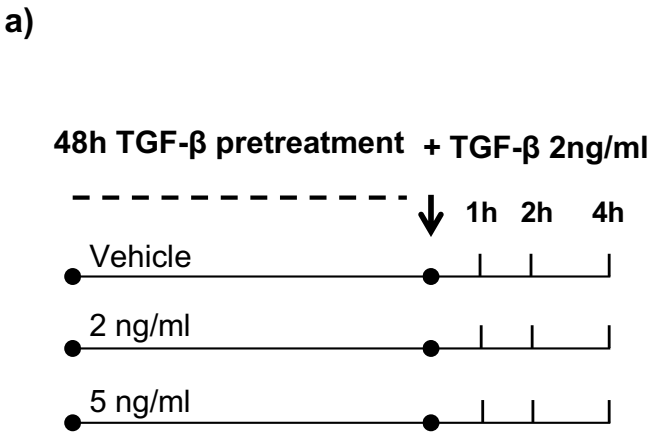 a)
48h TGF-β pretreatment + TGF-β 2ng/ml
1h 2h 4h
Vehicle
2 ng/ml
5 ng/ml